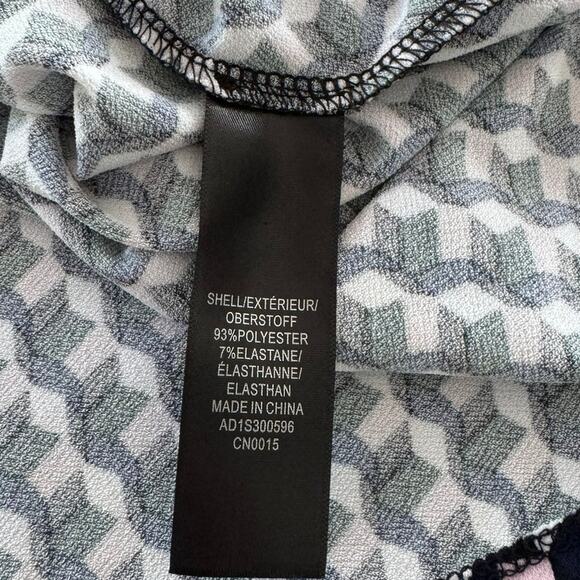 SHELL/EXTÉRIEUR/
OBERSTOFF
93%POLYESTER
7%ELASTANE/
ÉLASTHANNE/
ELASTHAN
MADE IN CHINA
AD1S300596
CN0015